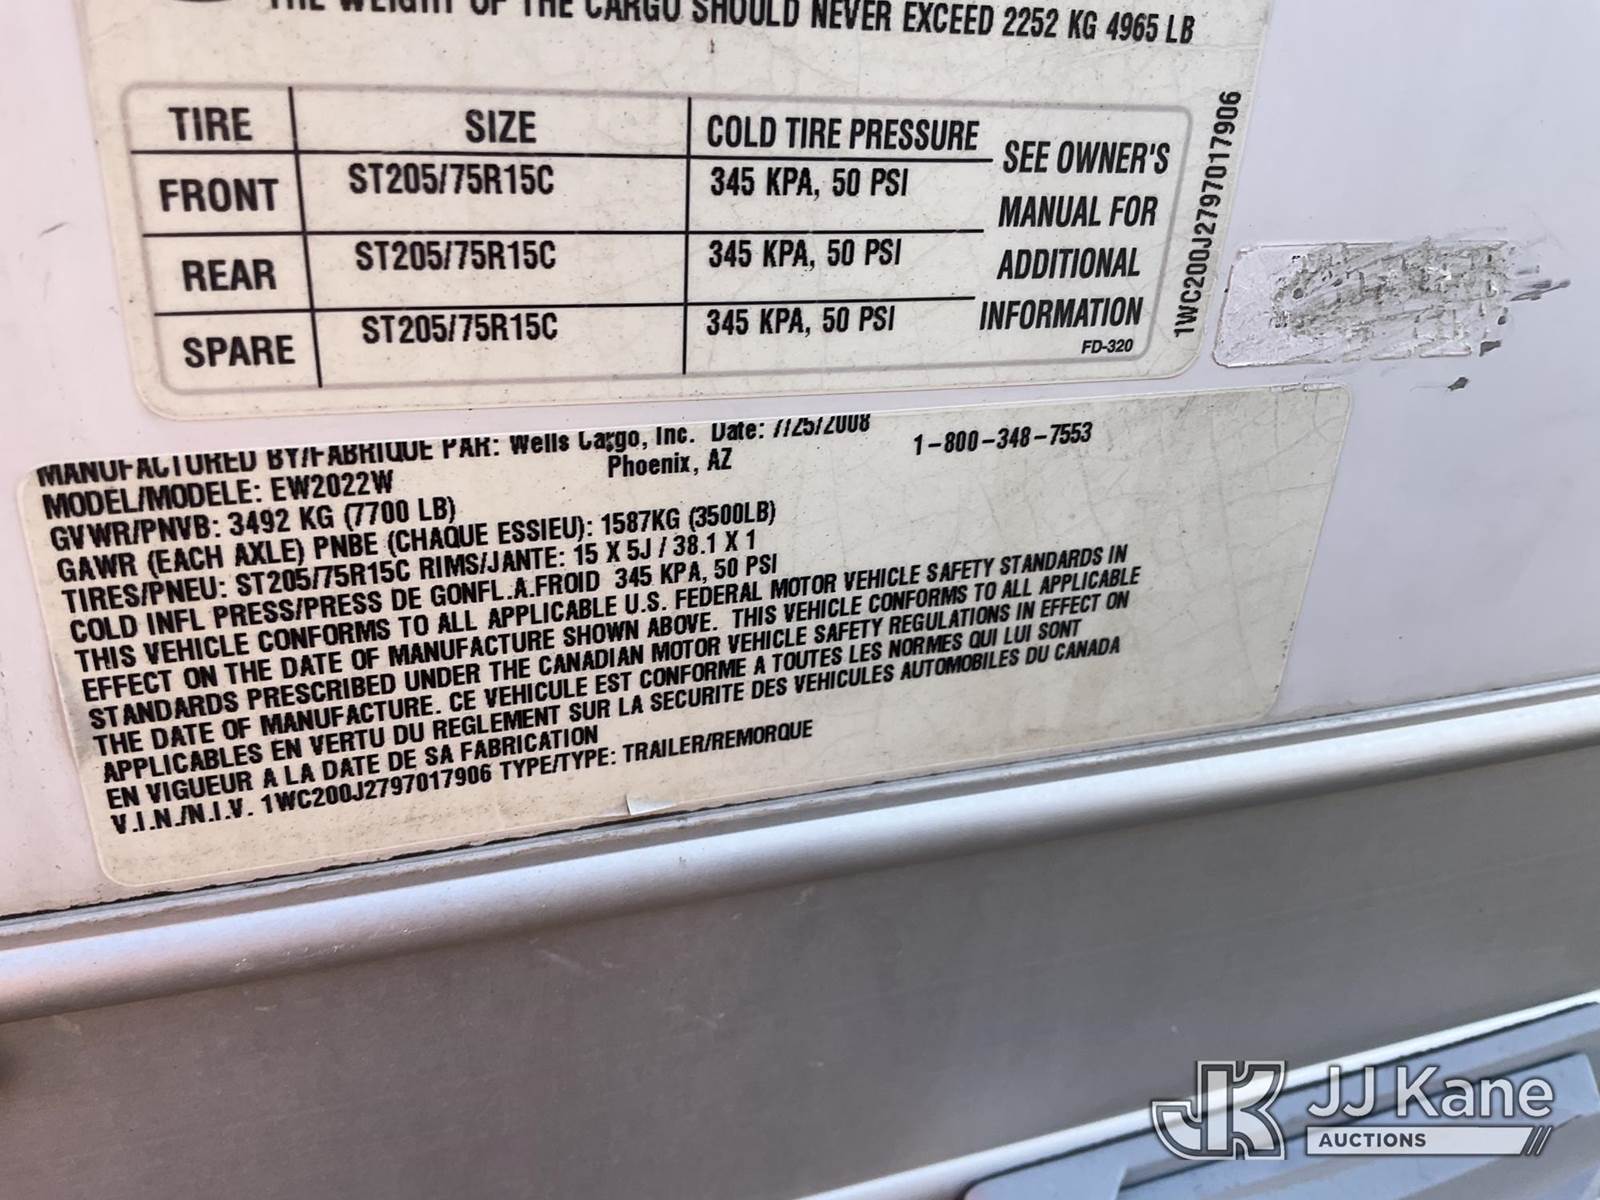 THE WEIGHT OF THE CARGO SHOULD NEVER EXCEED 2252 KG 4965 LB
TIRE SIZE COLD TIRE PRESSURE
FRONT ST205/75R15C 345 KPA, 50 PSI
REAR ST205/75R15C 345 KPA, 50 PSI
SPARE ST205/75R15C 345 KPA, 50 PSI
SEE OWNER'S
MANUAL FOR
ADDITIONAL
INFORMATION
FD-320
1WC200J2797017906
MANUFACTURED BY/FABRIQUE PAR: Wells Cargo, Inc. Date: 7/25/2008
Phoenix, AZ 1-800-348-7553
MODEL/MODELE: EW2022W
GVWR/PNVB: 3492 KG (7700 LB)
GAWR (EACH AXLE) PNBE (CHAQUE ESSIEU): 1587KG (3500LB)
TIRES/PNEU: ST205/75R15C RIMS/JANTE: 15 X 5J / 38.1 X 1
COLD INFL PRESS/PRESS DE GONFL.A.FROID 345 KPA, 50 PSI
THIS VEHICLE CONFORMS TO ALL APPLICABLE U.S. FEDERAL MOTOR VEHICLE SAFETY STANDARDS IN
EFFECT ON THE DATE OF MANUFACTURE SHOWN ABOVE. THIS VEHICLE CONFORMS TO ALL APPLICABLE
STANDARDS PRESCRIBED UNDER THE CANADIAN MOTOR VEHICLE SAFETY REGULATIONS IN EFFECT ON
THE DATE OF MANUFACTURE. CE VEHICULE EST CONFORME A TOUTES LES NORMES QUI LUI SONT
APPLICABLES EN VERTU DU REGLEMENT SUR LA SECURITE DES VEHICULES AUTOMOBILES DU CANADA
EN VIGUEUR A LA DATE DE SA FABRICATION
V.I.N./N.I.V. 1WC200J2797017906 TYPE/TYPE: TRAILER/REMORQUE
JK JJ Kane
AUCTIONS